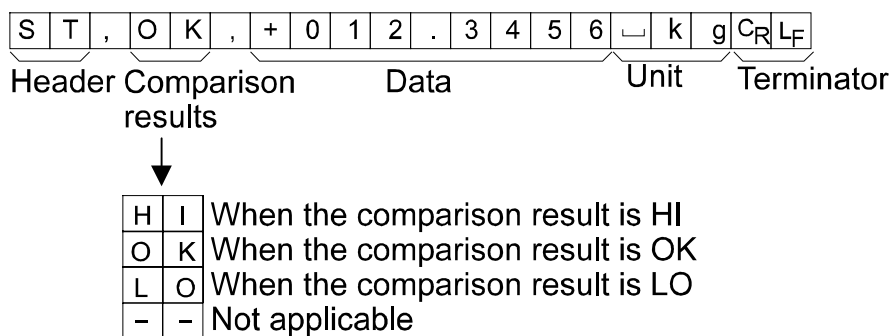 S T , O K , + 0 1 2 . 3 4 5 6 ⎵ k g CR LF
Header Comparison results Data Unit Terminator
H I When the comparison result is HI
O K When the comparison result is OK
L O When the comparison result is LO
- - Not applicable